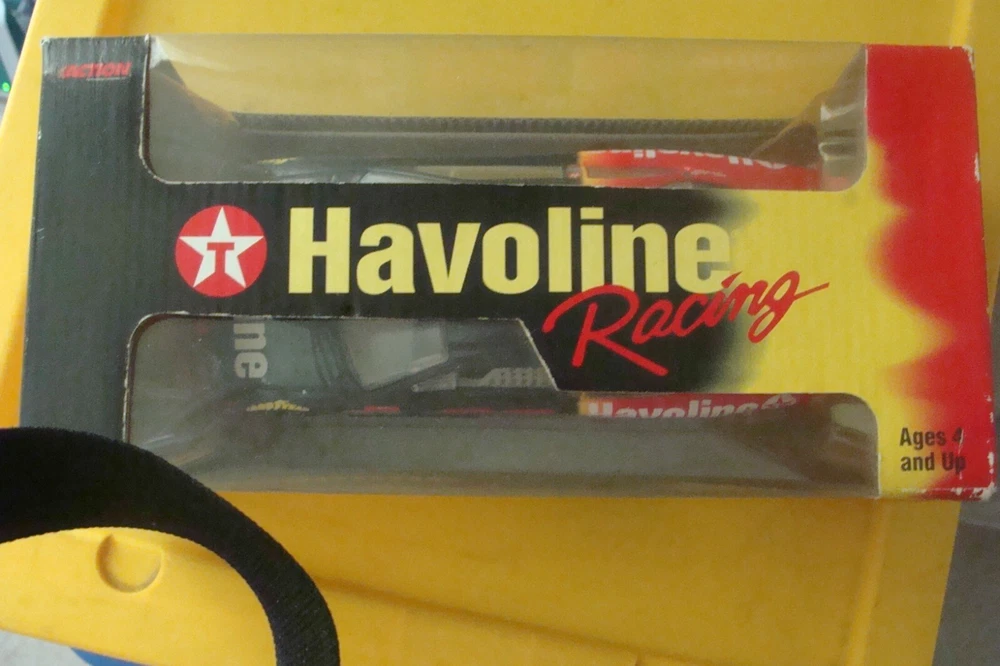 ACTION
T
Havoline
Racing
ne
Havoline
Ages 4
and Up